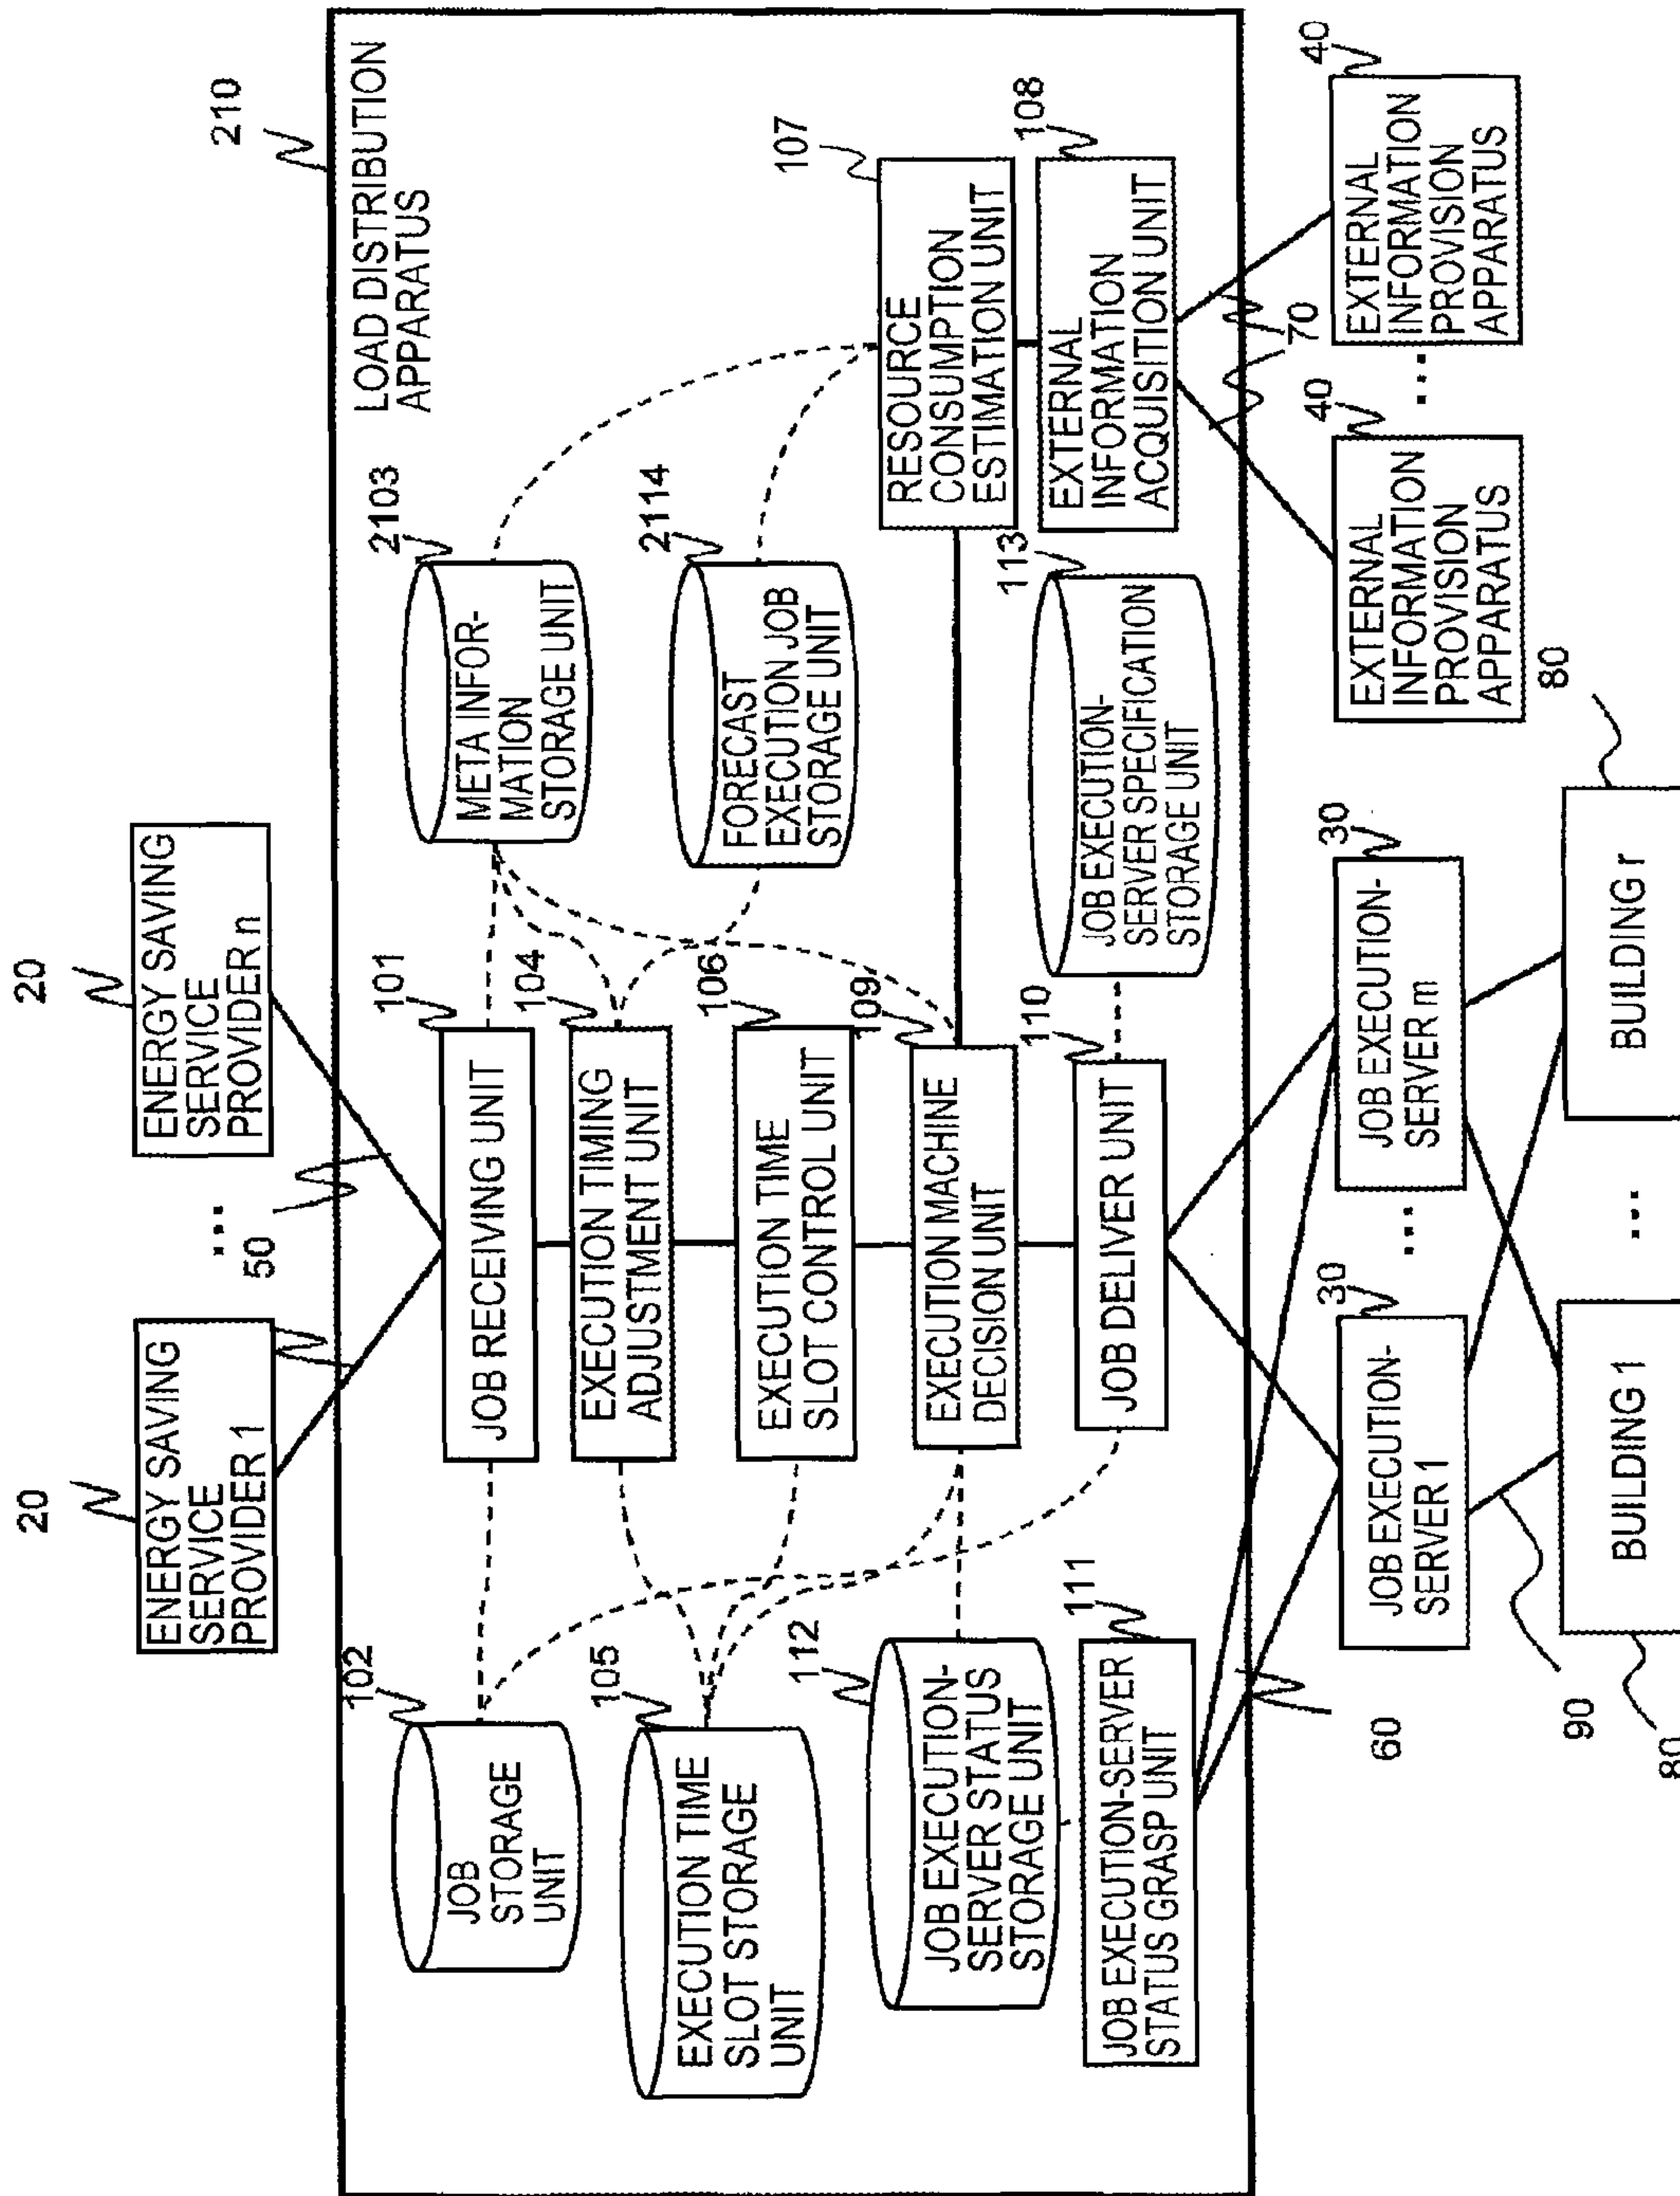 20
ENERGY SAVING
SERVICE
PROVIDER 1
...
50
20
ENERGY SAVING
SERVICE
PROVIDER n
210
LOAD DISTRIBUTION
APPARATUS
102
JOB
STORAGE
UNIT
101
JOB RECEIVING UNIT
2103
META INFOR-
MATION
STORAGE UNIT
105
EXECUTION TIME
SLOT STORAGE
UNIT
104
EXECUTION TIMING
ADJUSTMENT UNIT
2114
FORECAST
EXECUTION JOB
STORAGE UNIT
106
EXECUTION TIME
SLOT CONTROL UNIT
107
RESOURCE
CONSUMPTION
ESTIMATION UNIT
112
JOB EXECUTION-
SERVER STATUS
STORAGE UNIT
109
EXECUTION MACHINE
DECISION UNIT
113
JOB EXECUTION-
SERVER SPECIFICATION
STORAGE UNIT
108
EXTERNAL
INFORMATION
ACQUISITION UNIT
111
JOB EXECUTION-SERVER
STATUS GRASP UNIT
110
JOB DELIVER UNIT
70
60
30
JOB EXECUTION-
SERVER 1
...
30
JOB EXECUTION-
SERVER m
40
EXTERNAL
INFORMATION
PROVISION
APPARATUS
...
40
EXTERNAL
INFORMATION
PROVISION
APPARATUS
90
80
BUILDING 1
...
BUILDING r
80